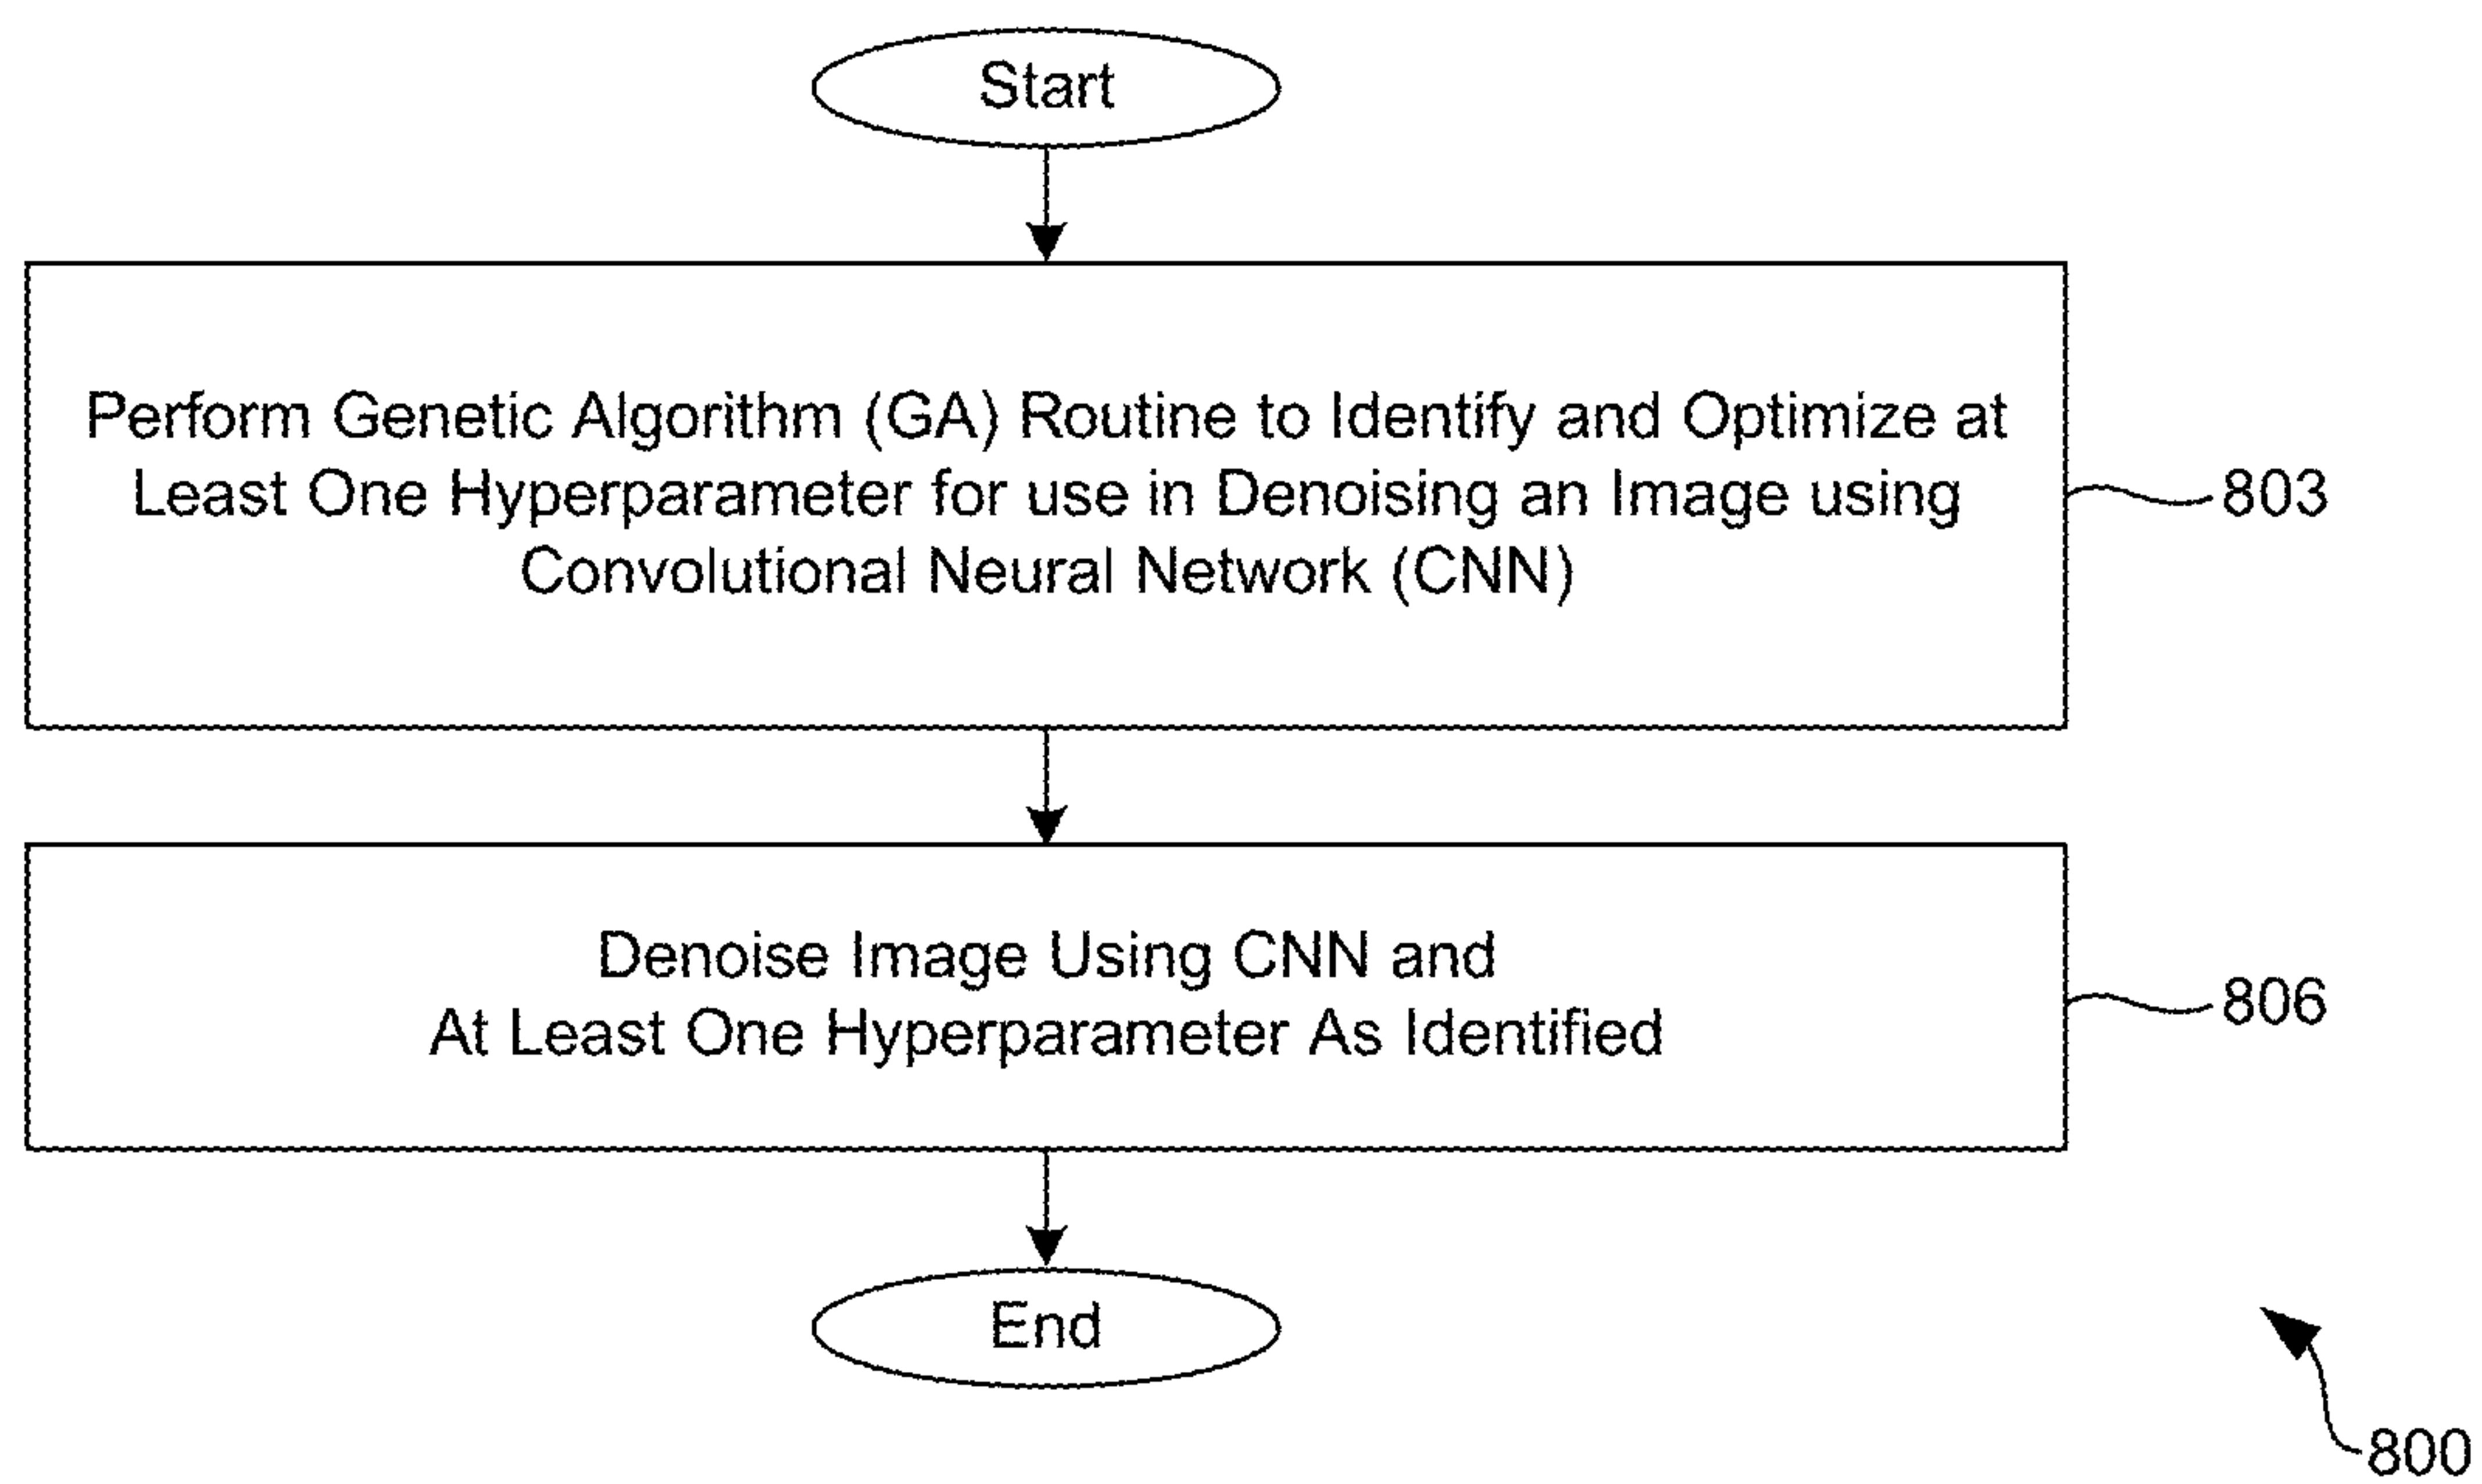 Start
Perform Genetic Algorithm (GA) Routine to Identify and Optimize at
Least One Hyperparameter for use in Denoising an Image using
Convolutional Neural Network (CNN)
803
Denoise Image Using CNN and
At Least One Hyperparameter As Identified
806
End
800